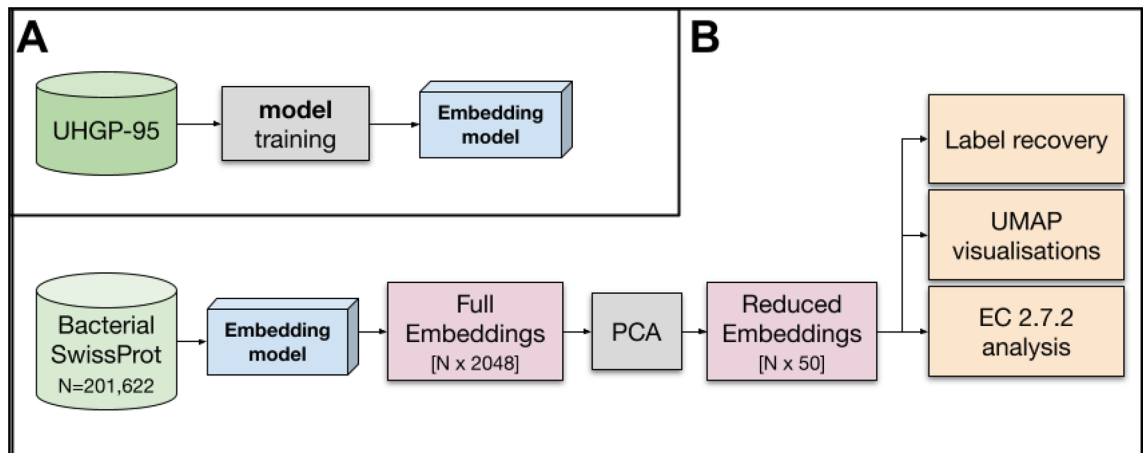 A
UHGP-95
model
training
Embedding
model
B
Bacterial
SwissProt
N=201,622
Embedding
model
Full
Embeddings
[N x 2048]
PCA
Reduced
Embeddings
[N x 50]
Label recovery
UMAP
visualisations
EC 2.7.2
analysis